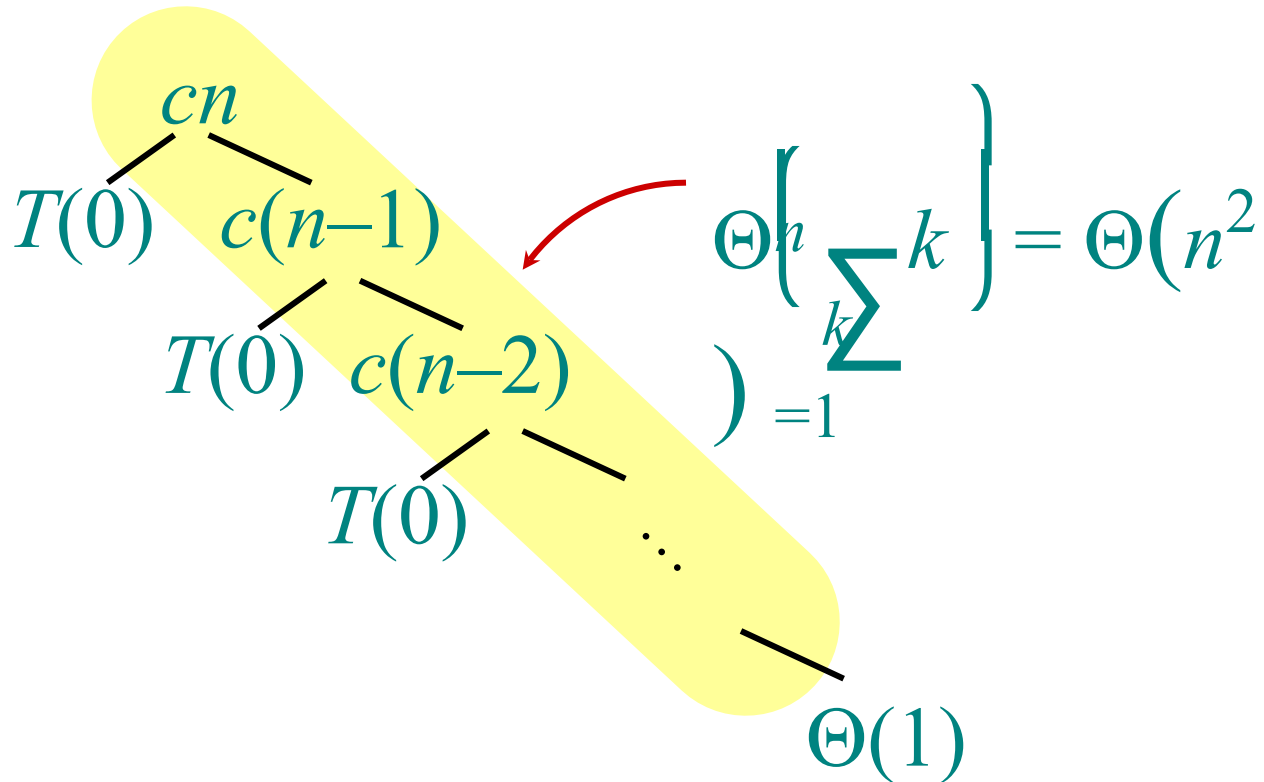 cn
T(0) c(n–1)
Θ( n ∑ k ) = Θ(n²
k
T(0) c(n–2)
) =1
T(0)
⋱
Θ(1)